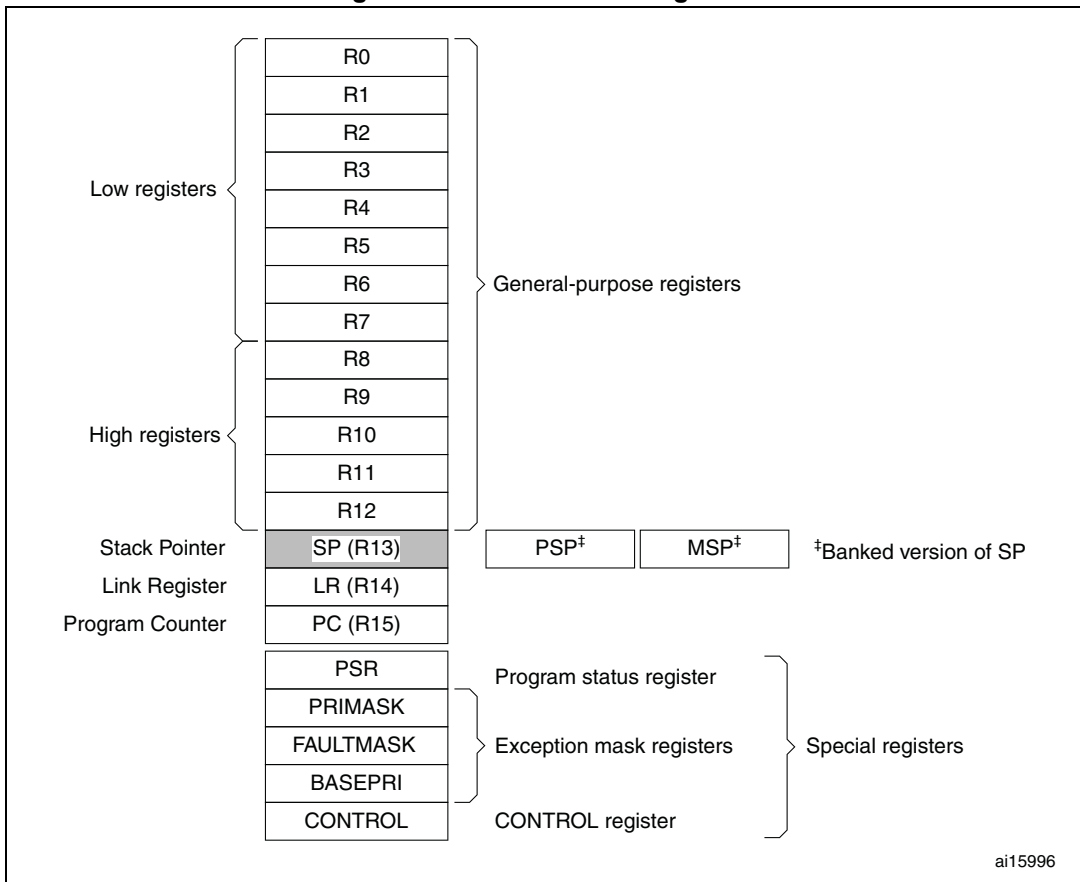 R0
R1
R2
R3
Low registers
R4
R5
R6
General-purpose registers
R7
R8
R9
High registers
R10
R11
R12
Stack Pointer
SP (R13)
PSP‡
MSP‡
‡Banked version of SP
Link Register
LR (R14)
Program Counter
PC (R15)
PSR
Program status register
PRIMASK
FAULTMASK
Exception mask registers
Special registers
BASEPRI
CONTROL
CONTROL register
ai15996